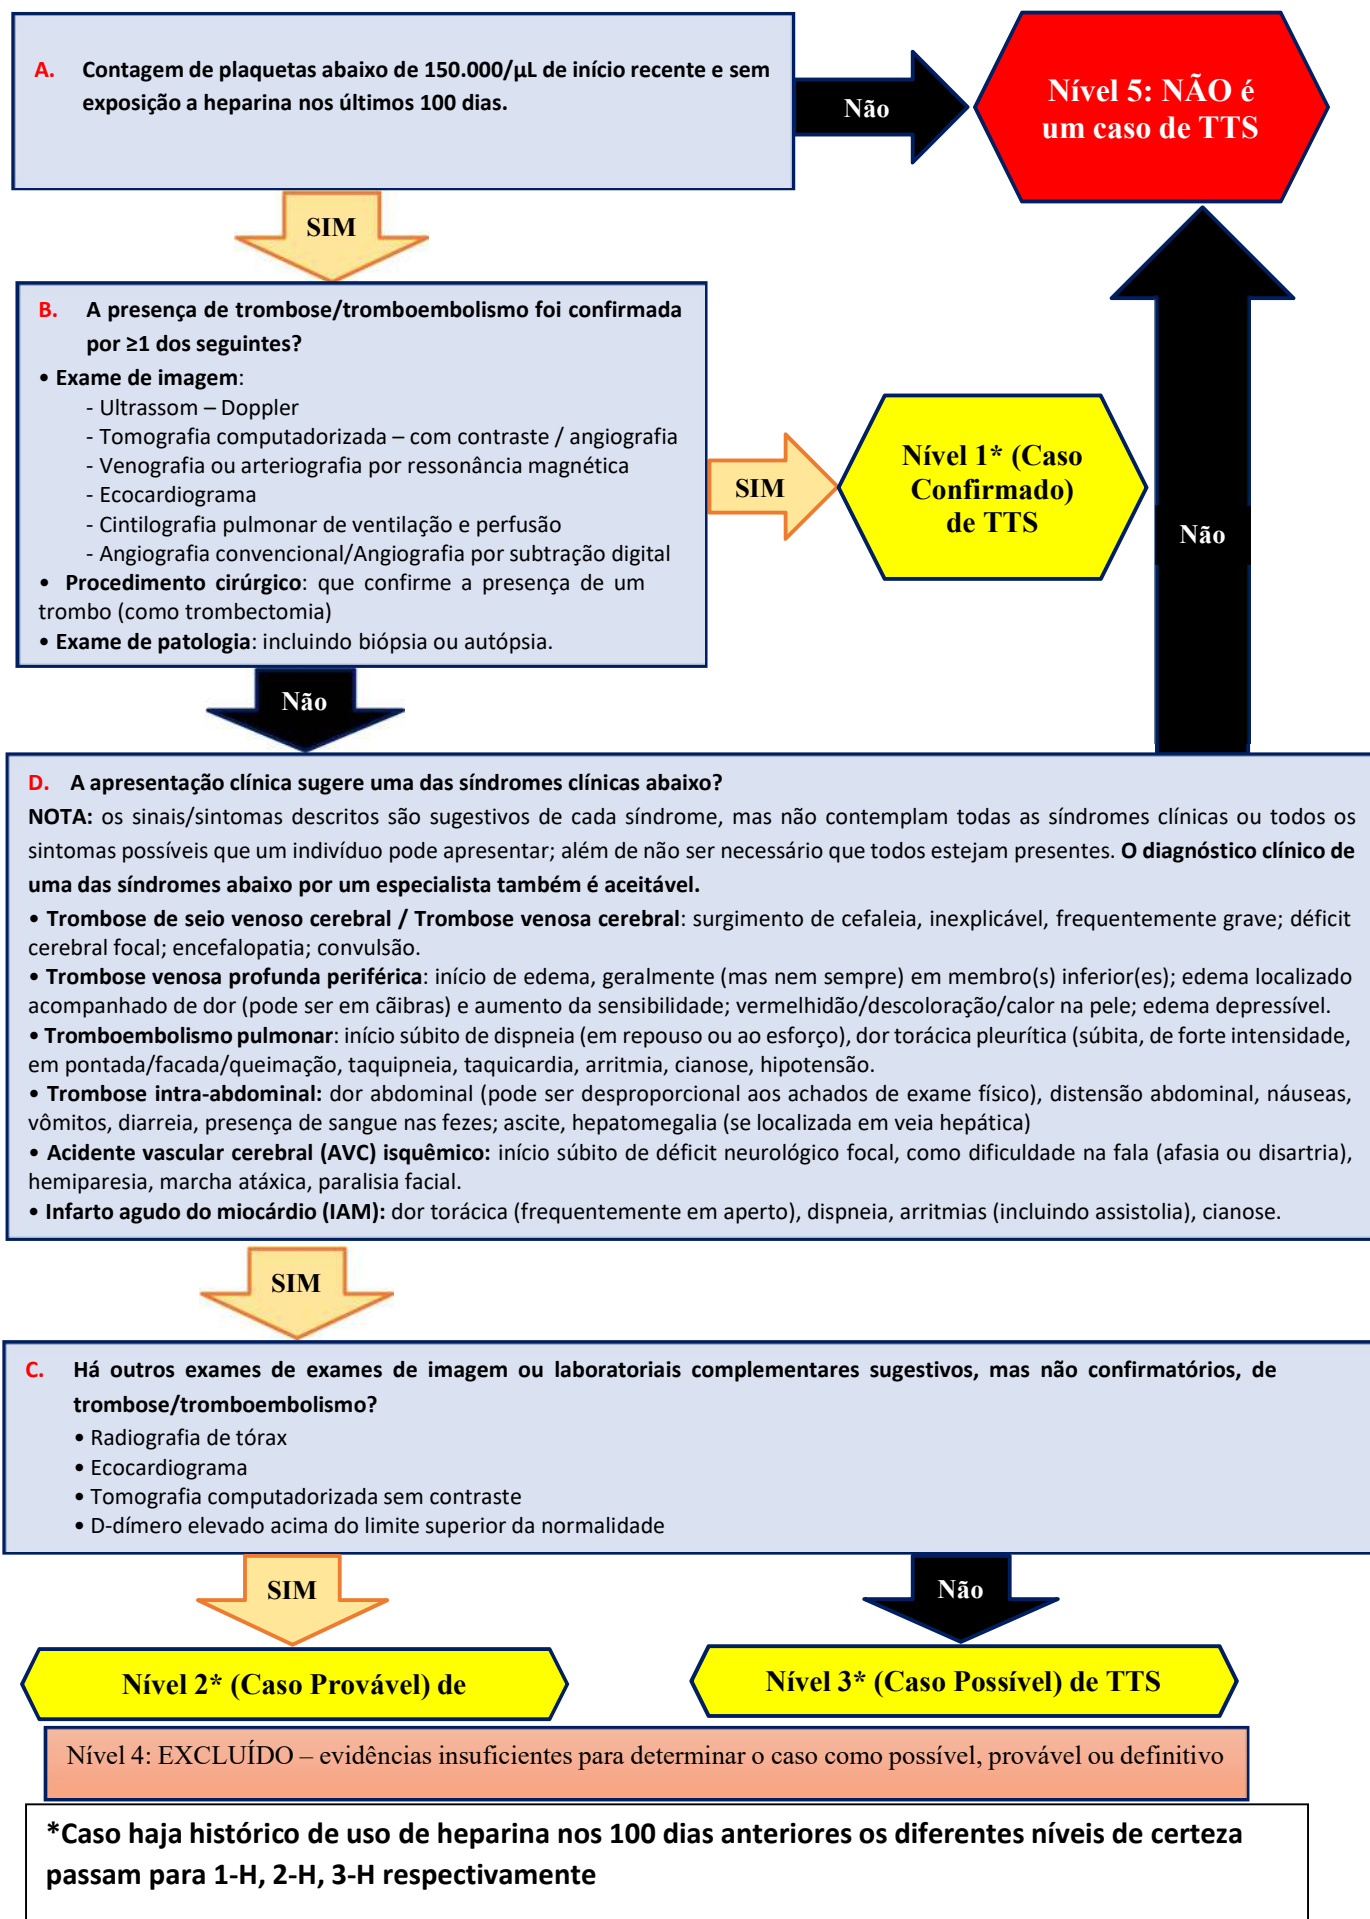 A. Contagem de plaquetas abaixo de 150.000/µL de início recente e sem
exposição a heparina nos últimos 100 dias.
Não
Nível 5: NÃO é
um caso de TTS
SIM
B. A presença de trombose/tromboembolismo foi confirmada
por ≥1 dos seguintes?
• Exame de imagem:
- Ultrassom – Doppler
- Tomografia computadorizada – com contraste / angiografia
- Venografia ou arteriografia por ressonância magnética
- Ecocardiograma
- Cintilografia pulmonar de ventilação e perfusão
- Angiografia convencional/Angiografia por subtração digital
• Procedimento cirúrgico: que confirme a presença de um
trombo (como trombectomia)
• Exame de patologia: incluindo biópsia ou autópsia.
SIM
Nível 1* (Caso
Confirmado)
de TTS
Não
Não
D. A apresentação clínica sugere uma das síndromes clínicas abaixo?
NOTA: os sinais/sintomas descritos são sugestivos de cada síndrome, mas não contemplam todas as síndromes clínicas ou todos os
sintomas possíveis que um indivíduo pode apresentar; além de não ser necessário que todos estejam presentes. O diagnóstico clínico de
uma das síndromes abaixo por um especialista também é aceitável.
• Trombose de seio venoso cerebral / Trombose venosa cerebral: surgimento de cefaleia, inexplicável, frequentemente grave; déficit
cerebral focal; encefalopatia; convulsão.
• Trombose venosa profunda periférica: início de edema, geralmente (mas nem sempre) em membro(s) inferior(es); edema localizado
acompanhado de dor (pode ser em cãibras) e aumento da sensibilidade; vermelhidão/descoloração/calor na pele; edema depressível.
• Tromboembolismo pulmonar: início súbito de dispneia (em repouso ou ao esforço), dor torácica pleurítica (súbita, de forte intensidade,
em pontada/facada/queimação, taquipneia, taquicardia, arritmia, cianose, hipotensão.
• Trombose intra-abdominal: dor abdominal (pode ser desproporcional aos achados de exame físico), distensão abdominal, náuseas,
vômitos, diarreia, presença de sangue nas fezes; ascite, hepatomegalia (se localizada em veia hepática)
• Acidente vascular cerebral (AVC) isquêmico: início súbito de déficit neurológico focal, como dificuldade na fala (afasia ou disartria),
hemiparesia, marcha atáxica, paralisia facial.
• Infarto agudo do miocárdio (IAM): dor torácica (frequentemente em aperto), dispneia, arritmias (incluindo assistolia), cianose.
SIM
C. Há outros exames de exames de imagem ou laboratoriais complementares sugestivos, mas não confirmatórios, de
trombose/tromboembolismo?
• Radiografia de tórax
• Ecocardiograma
• Tomografia computadorizada sem contraste
• D-dímero elevado acima do limite superior da normalidade
SIM
Não
Nível 2* (Caso Provável) de
Nível 3* (Caso Possível) de TTS
Nível 4: EXCLUÍDO – evidências insuficientes para determinar o caso como possível, provável ou definitivo
*Caso haja histórico de uso de heparina nos 100 dias anteriores os diferentes níveis de certeza
passam para 1-H, 2-H, 3-H respectivamente